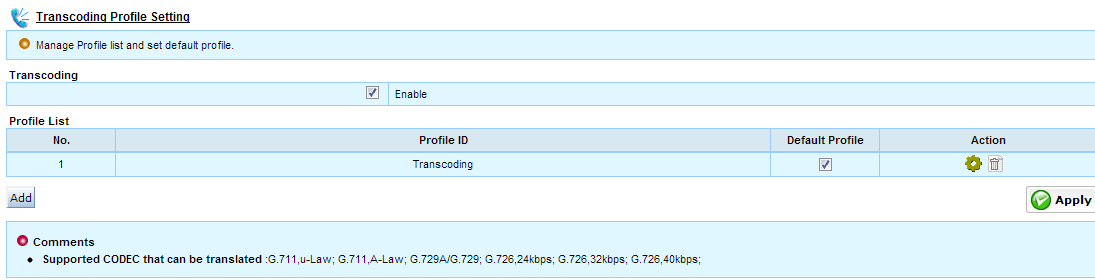 Transcoding Profile Setting
Manage Profile list and set default profile.
Transcoding
Enable
Profile List
No. Profile ID Default Profile Action
1 Transcoding
Add
Apply
Comments
Supported CODEC that can be translated :G.711,u-Law; G.711,A-Law; G.729A/G.729; G.726,24kbps; G.726,32kbps; G.726,40kbps;